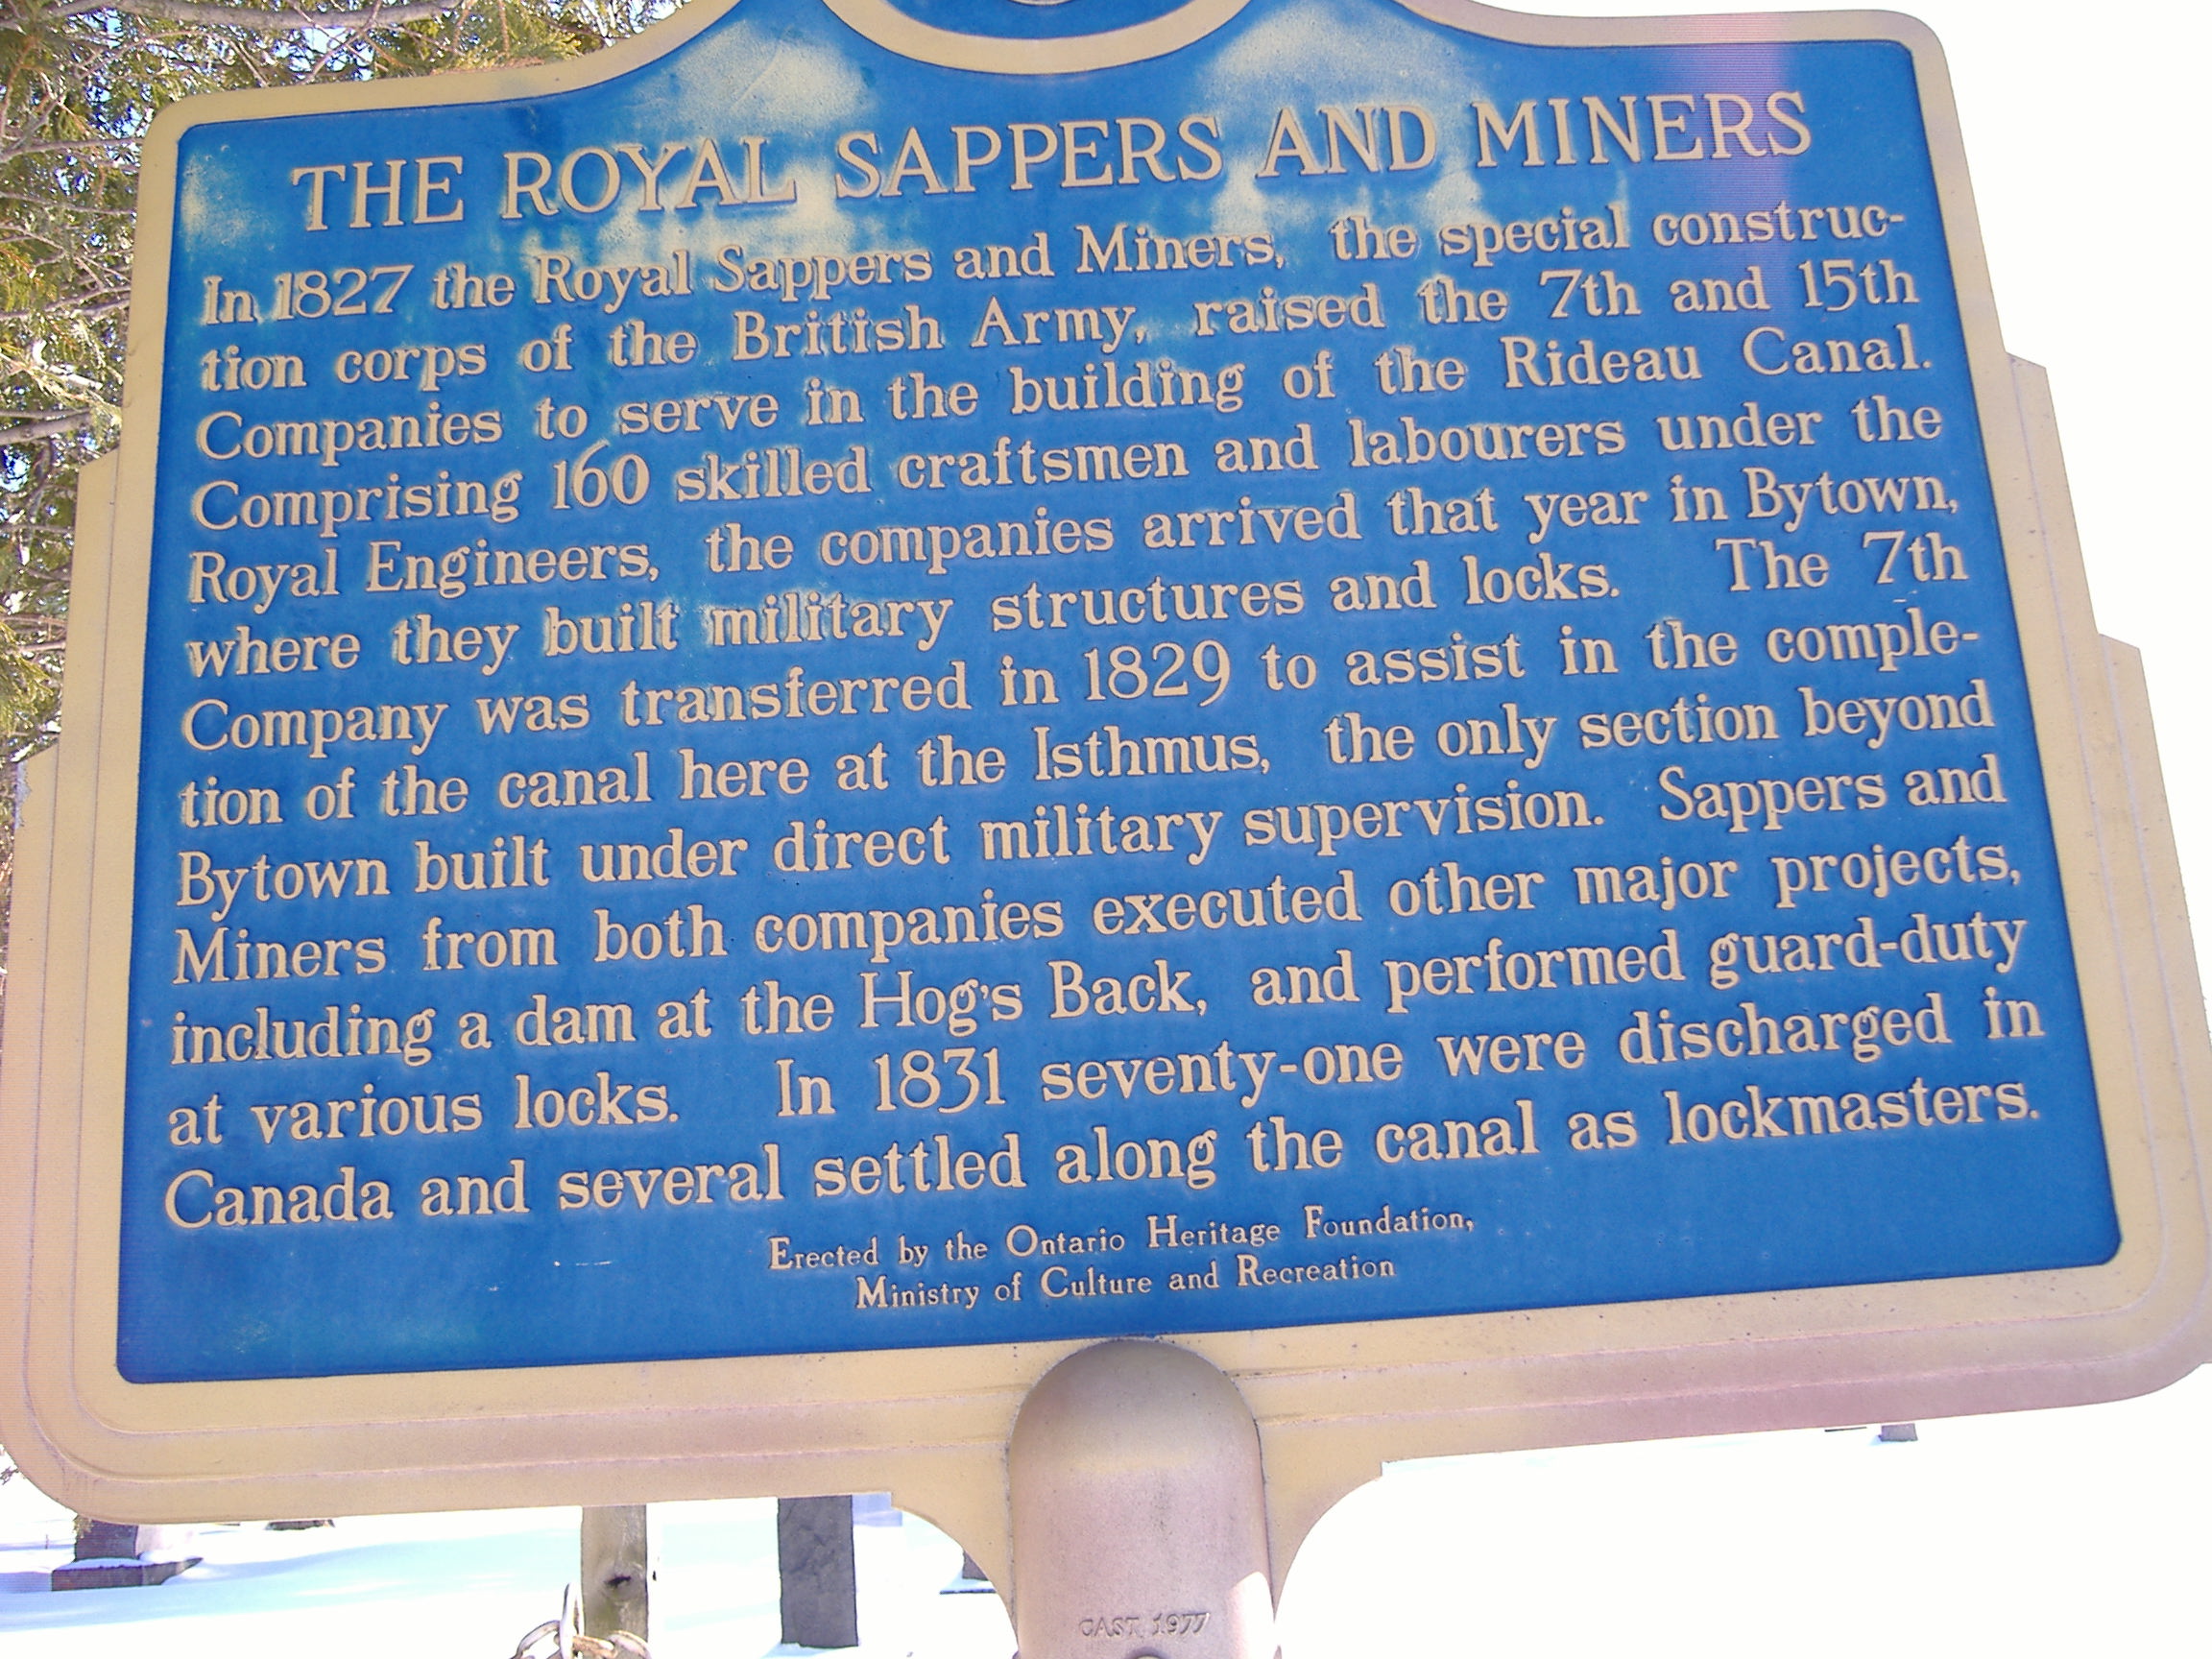 THE ROYAL SAPPERS AND MINERS
In 1827 the Royal Sappers and Miners, the special construc-
tion corps of the British Army, raised the 7th and 15th
Companies to serve in the building of the Rideau Canal.
Comprising 160 skilled craftsmen and labourers under the
Royal Engineers, the companies arrived that year in Bytown,
where they built military structures and locks. The 7th
Company was transferred in 1829 to assist in the comple-
tion of the canal here at the Isthmus, the only section beyond
Bytown built under direct military supervision. Sappers and
Miners from both companies executed other major projects,
including a dam at the Hog's Back, and performed guard-duty
at various locks. In 1831 seventy-one were discharged in
Canada and several settled along the canal as lockmasters.
Erected by the Ontario Heritage Foundation,
Ministry of Culture and Recreation
CAST 1977